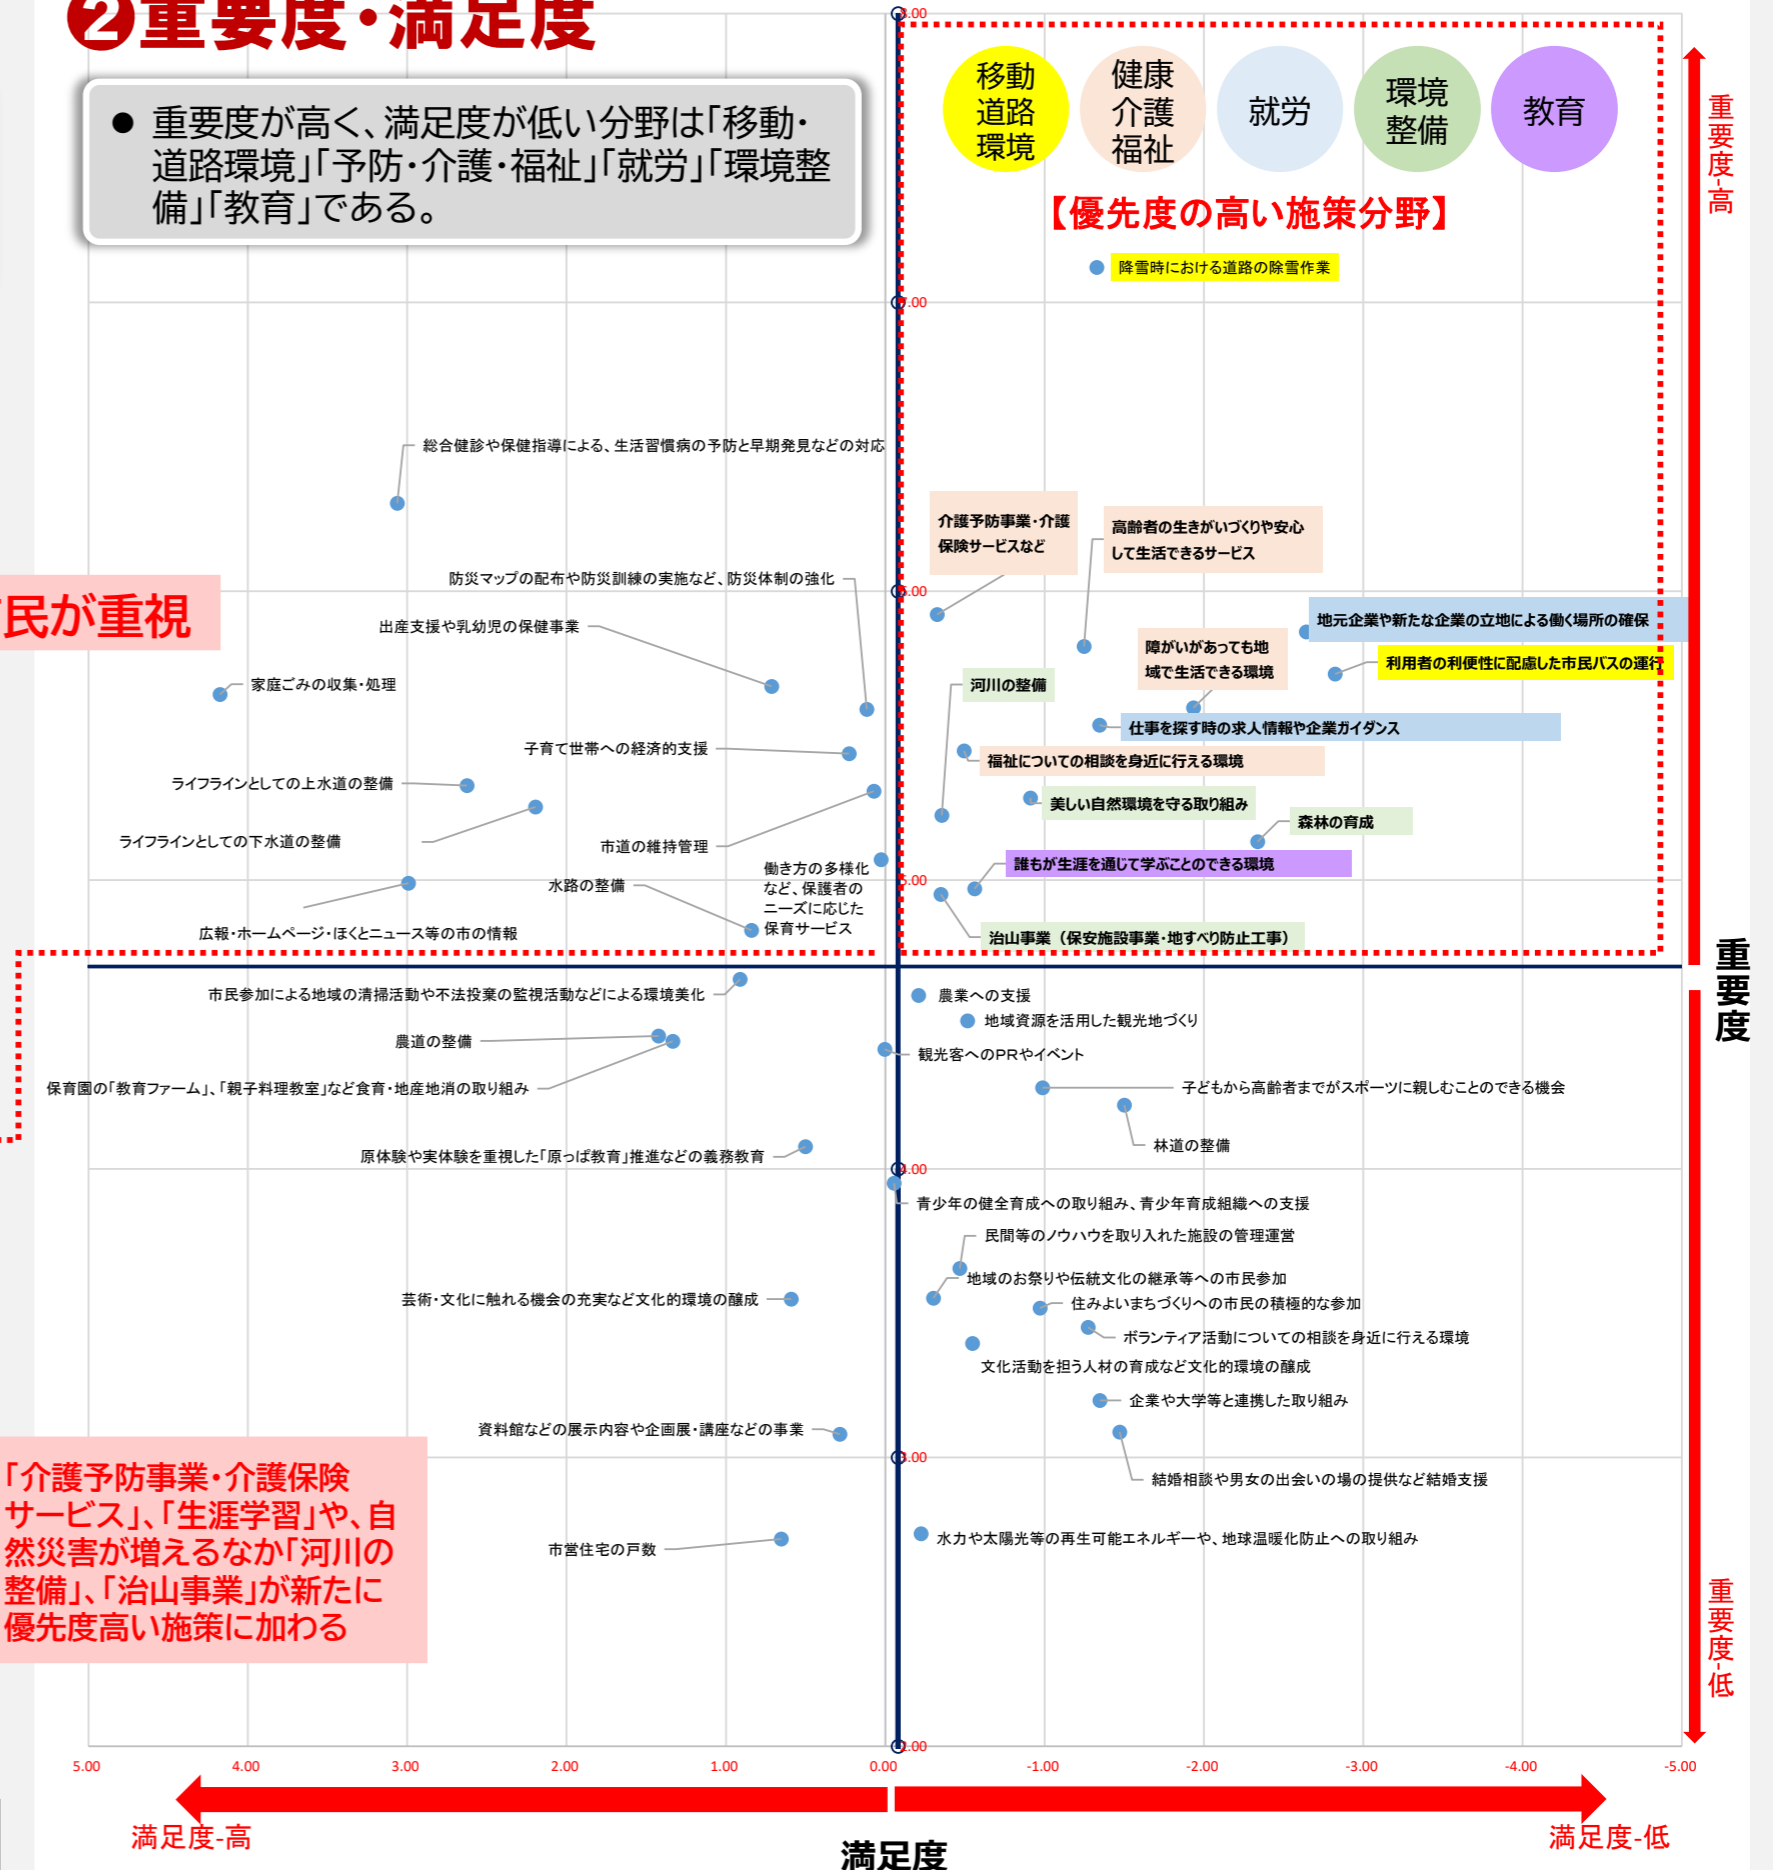 ❷重要度・満足度
● 重要度が高く、満足度が低い分野は「移動・
道路環境」「予防・介護・福祉」「就労」「環境整
備」「教育」である。
移動
道路
環境
健康
介護
福祉
就労
環境
整備
教育
【優先度の高い施策分野】
重要度-高
降雪時における道路の除雪作業
総合健診や保健指導による、生活習慣病の予防と早期発見などの対応
介護予防事業・介護
保険サービスなど
高齢者の生きがいづくりや安心
して生活できるサービス
防災マップの配布や防災訓練の実施など、防災体制の強化
民が重視
出産支援や乳幼児の保健事業
地元企業や新たな企業の立地による働く場所の確保
障がいがあっても地
域で生活できる環境
利用者の利便性に配慮した市民バスの運行
家庭ごみの収集・処理
河川の整備
仕事を探す時の求人情報や企業ガイダンス
子育て世帯への経済的支援
福祉についての相談を身近に行える環境
ライフラインとしての上水道の整備
美しい自然環境を守る取り組み
森林の育成
ライフラインとしての下水道の整備
市道の維持管理
誰もが生涯を通じて学ぶことのできる環境
働き方の多様化
など、保護者の
ニーズに応じた
保育サービス
水路の整備
広報・ホームページ・ほくとニュース等の市の情報
治山事業（保安施設事業・地すべり防止工事）
重要度
市民参加による地域の清掃活動や不法投棄の監視活動などによる環境美化
農業への支援
地域資源を活用した観光地づくり
農道の整備
観光客へのPRやイベント
保育園の「教育ファーム」、「親子料理教室」など食育・地産地消の取り組み
子どもから高齢者までがスポーツに親しむことのできる機会
林道の整備
原体験や実体験を重視した「原っぱ教育」推進などの義務教育
4.00
青少年の健全育成への取り組み、青少年育成組織への支援
民間等のノウハウを取り入れた施設の管理運営
地域のお祭りや伝統文化の継承等への市民参加
芸術・文化に触れる機会の充実など文化的環境の醸成
住みよいまちづくりへの市民の積極的な参加
ボランティア活動についての相談を身近に行える環境
文化活動を担う人材の育成など文化的環境の醸成
企業や大学等と連携した取り組み
資料館などの展示内容や企画展・講座などの事業
結婚相談や男女の出会いの場の提供など結婚支援
「介護予防事業・介護保険
サービス」、「生涯学習」や、自
然災害が増えるなか「河川の
整備」、「治山事業」が新たに
優先度高い施策に加わる
市営住宅の戸数
水力や太陽光等の再生可能エネルギーや、地球温暖化防止への取り組み
重要度-低
5.00 4.00 3.00 2.00 1.00 0.00 -1.00 -2.00 -3.00 -4.00 -5.00
満足度-高
満足度
満足度-低